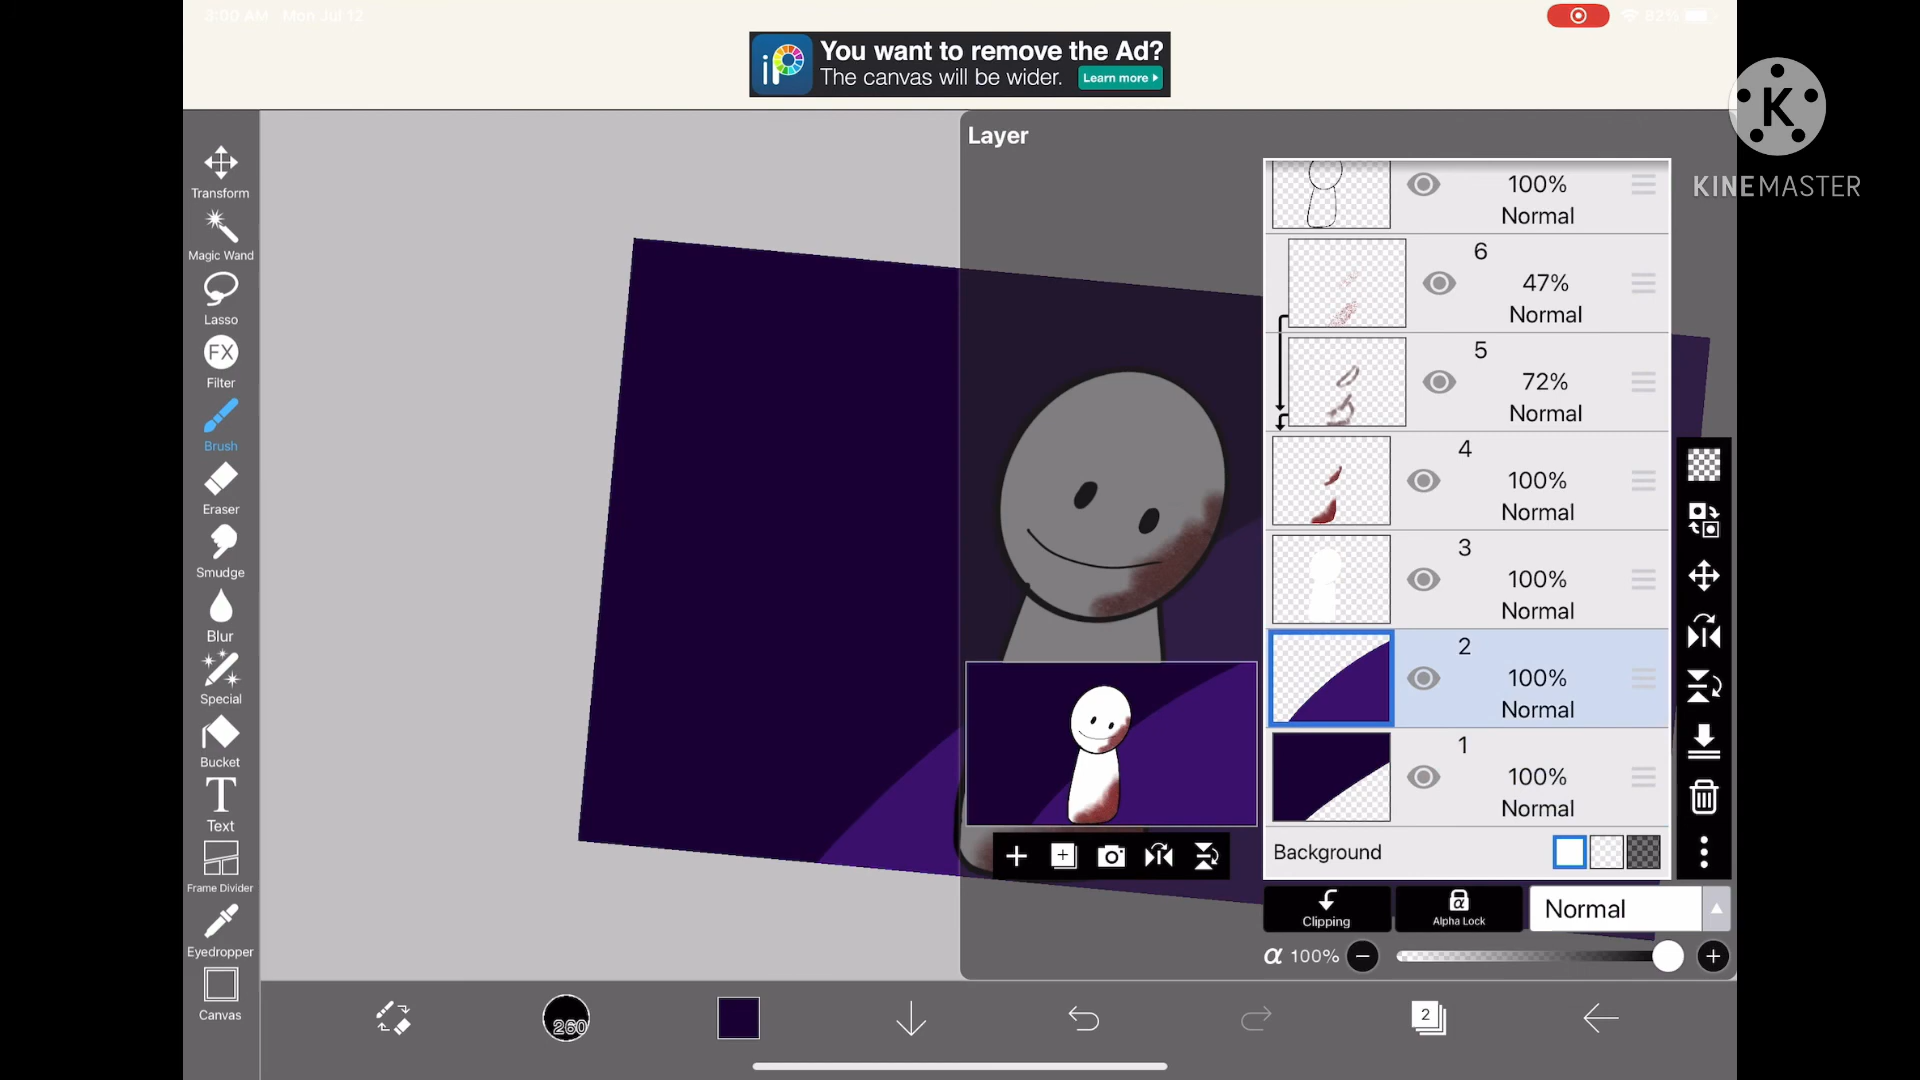 3:00 AM Mon Jul 12
82%
You want to remove the Ad?
iP
The canvas will be wider.
Learn more
K
KINEMASTER
Layer
Transform
Magic Wand
Lasso
FX
Filter
Brush
Eraser
Smudge
Blur
Special
Bucket
T
Text
Frame Divider
Eyedropper
Canvas
100%
Normal
6
47%
Normal
5
72%
Normal
4
100%
Normal
3
100%
Normal
2
100%
Normal
1
100%
Normal
Background
Clipping
α
Alpha Lock
Normal
α 100%
260
2